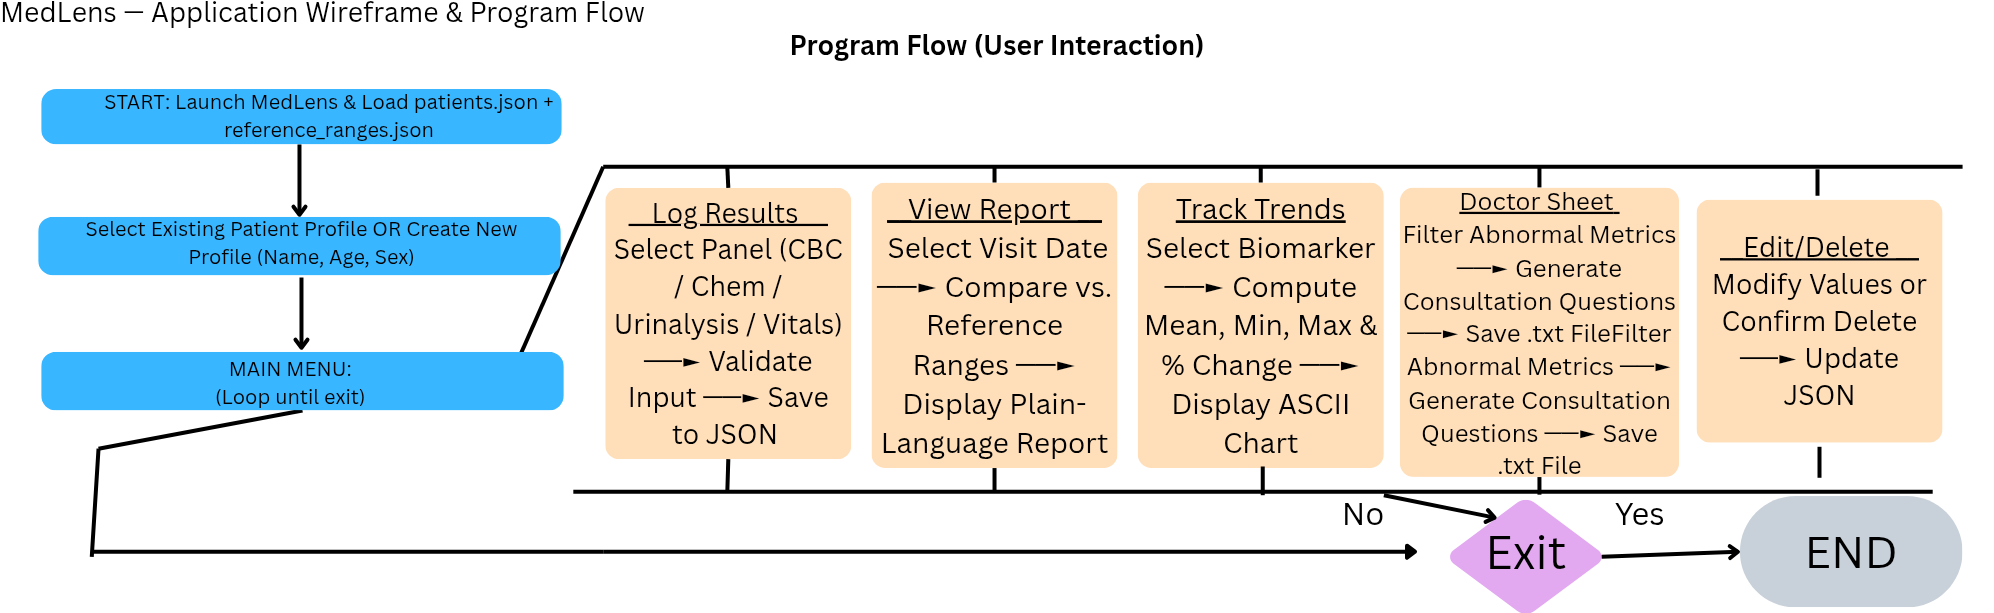 MedLens — Application Wireframe & Program Flow
Program Flow (User Interaction)
START: Launch MedLens & Load patients.json +
reference_ranges.json
Select Existing Patient Profile OR Create New
Profile (Name, Age, Sex)
MAIN MENU:
(Loop until exit)
Log Results
Select Panel (CBC
/ Chem /
Urinalysis / Vitals)
──► Validate
Input ──► Save
to JSON
View Report
Select Visit Date
──► Compare vs.
Reference
Ranges ──►
Display Plain-
Language Report
Track Trends
Select Biomarker
──► Compute
Mean, Min, Max &
% Change ──►
Display ASCII
Chart
Doctor Sheet
Filter Abnormal Metrics
──► Generate
Consultation Questions
──► Save .txt FileFilter
Abnormal Metrics ──►
Generate Consultation
Questions ──► Save
.txt File
Edit/Delete
Modify Values or
Confirm Delete
──► Update
JSON
No
Exit
Yes
END